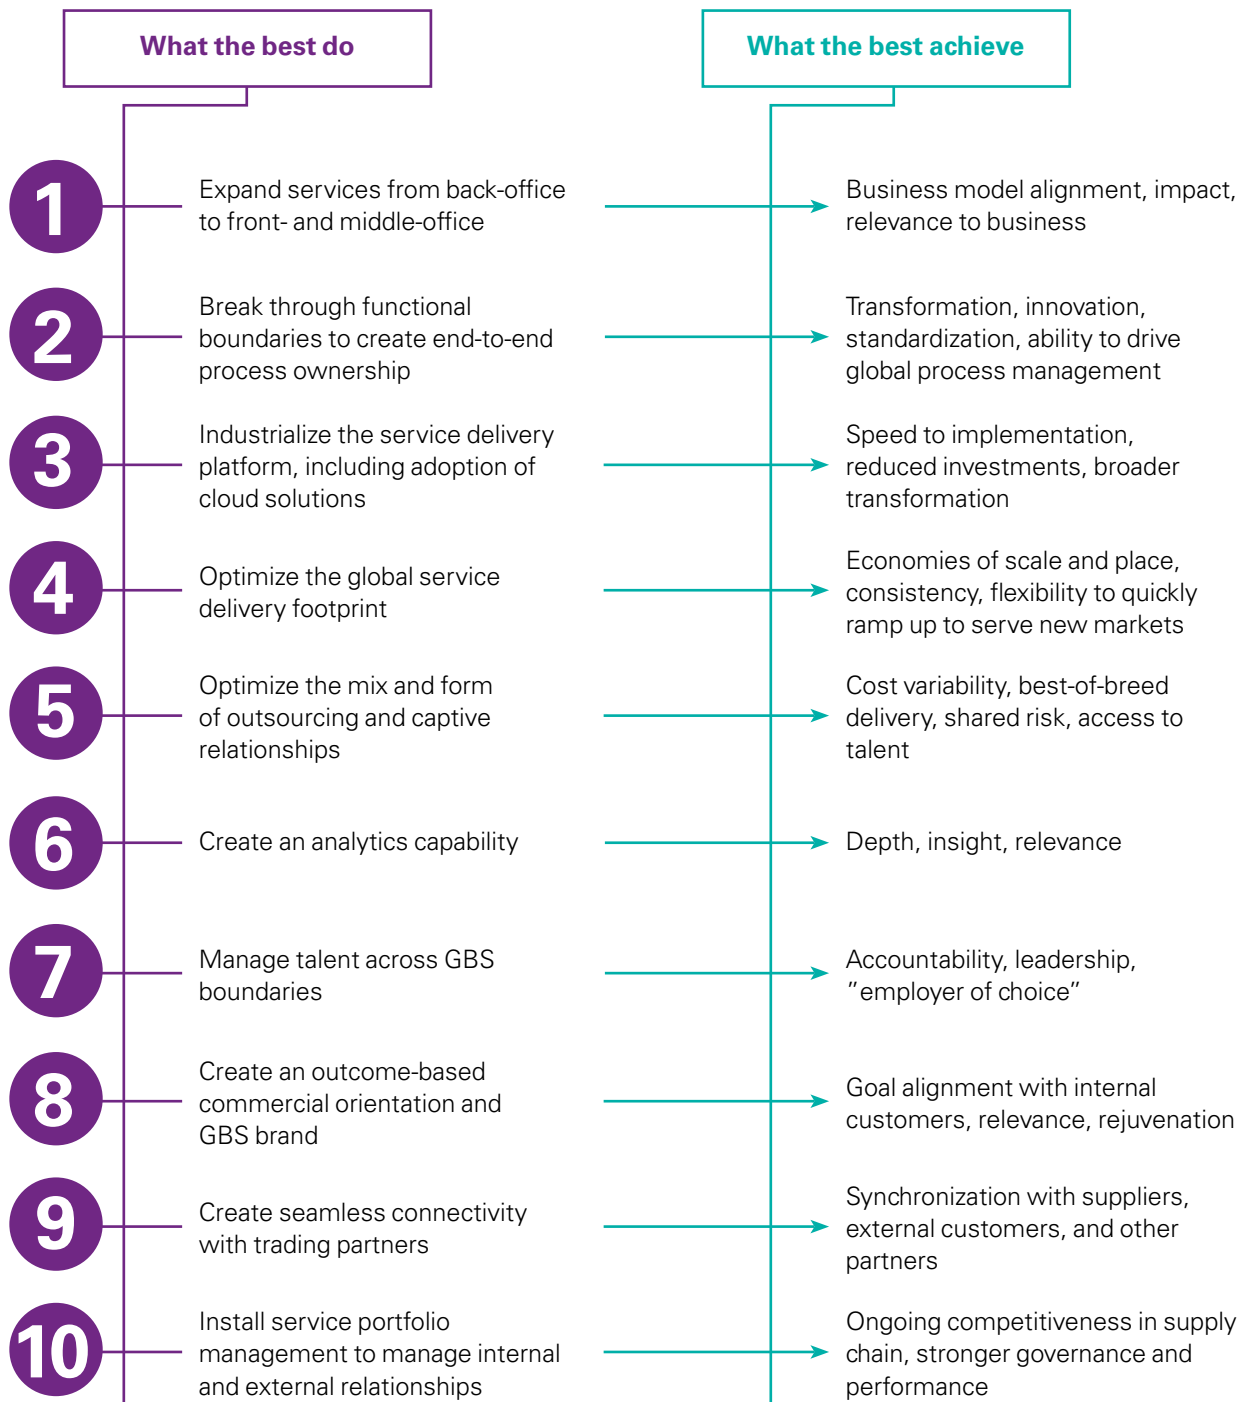 What the best do
What the best achieve
1
Expand services from back-office
to front- and middle-office
Business model alignment, impact,
relevance to business
2
Break through functional
boundaries to create end-to-end
process ownership
Transformation, innovation,
standardization, ability to drive
global process management
3
Industrialize the service delivery
platform, including adoption of
cloud solutions
Speed to implementation,
reduced investments, broader
transformation
4
Optimize the global service
delivery footprint
Economies of scale and place,
consistency, flexibility to quickly
ramp up to serve new markets
5
Optimize the mix and form
of outsourcing and captive
relationships
Cost variability, best-of-breed
delivery, shared risk, access to
talent
6
Create an analytics capability
Depth, insight, relevance
7
Manage talent across GBS
boundaries
Accountability, leadership,
”employer of choice”
8
Create an outcome-based
commercial orientation and
GBS brand
Goal alignment with internal
customers, relevance, rejuvenation
9
Create seamless connectivity
with trading partners
Synchronization with suppliers,
external customers, and other
partners
10
Install service portfolio
management to manage internal
and external relationships
Ongoing competitiveness in supply
chain, stronger governance and
performance